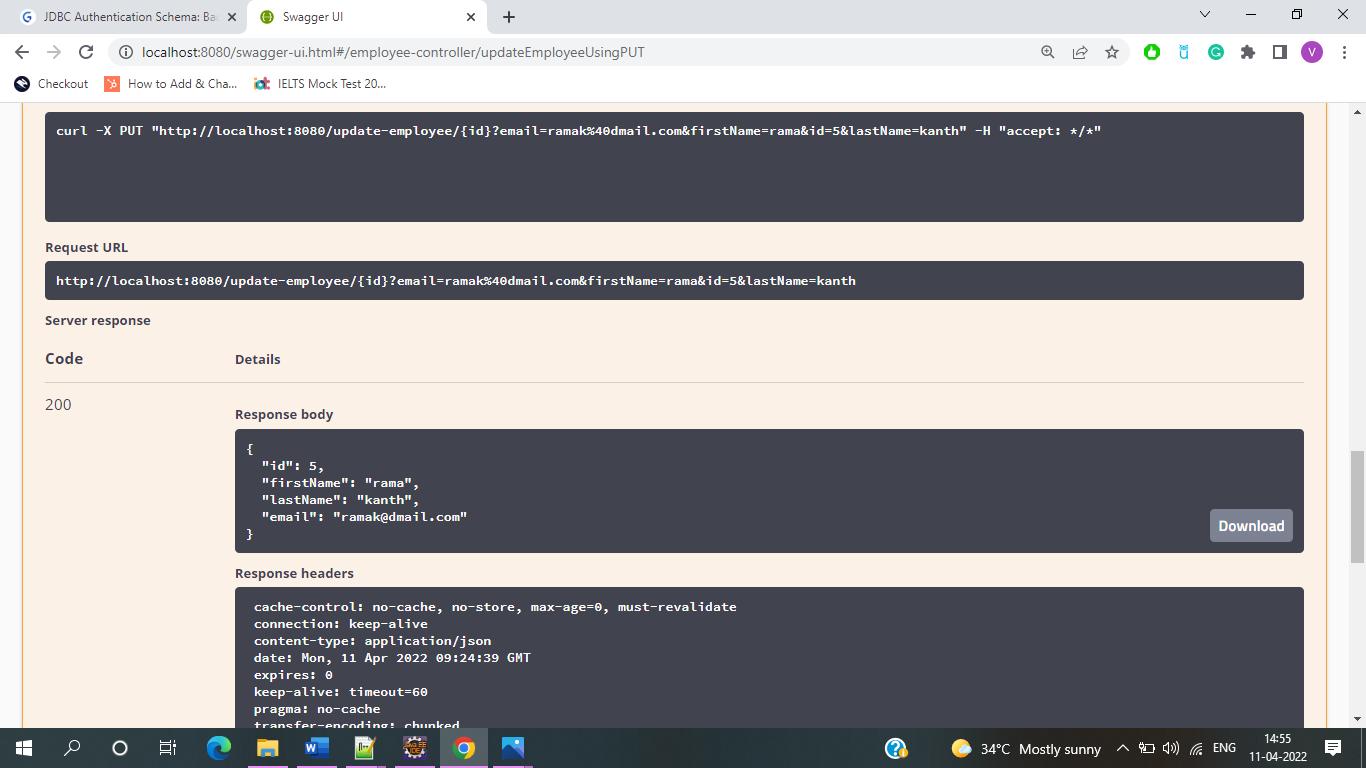 JDBC Authentication Schema: Ba
Swagger UI
localhost:8080/swagger-ui.html#/employee-controller/updateEmployeeUsingPUT
V
Checkout
How to Add & Cha...
IELTS Mock Test 20...
curl -X PUT "http://localhost:8080/update-employee/{id}?email=ramak%40dmail.com&firstName=rama&id=5&lastName=kanth" -H "accept: */*"
Request URL
http://localhost:8080/update-employee/{id}?email=ramak%40dmail.com&firstName=rama&id=5&lastName=kanth
Server response
Code Details
200
Response body
{
"id": 5,
"firstName": "rama",
"lastName": "kanth",
"email": "ramak@dmail.com"
}
Download
Response headers
cache-control: no-cache, no-store, max-age=0, must-revalidate
connection: keep-alive
content-type: application/json
date: Mon, 11 Apr 2022 09:24:39 GMT
expires: 0
keep-alive: timeout=60
pragma: no-cache
transfer-encoding: chunked
34°C Mostly sunny
ENG
14:55
11-04-2022